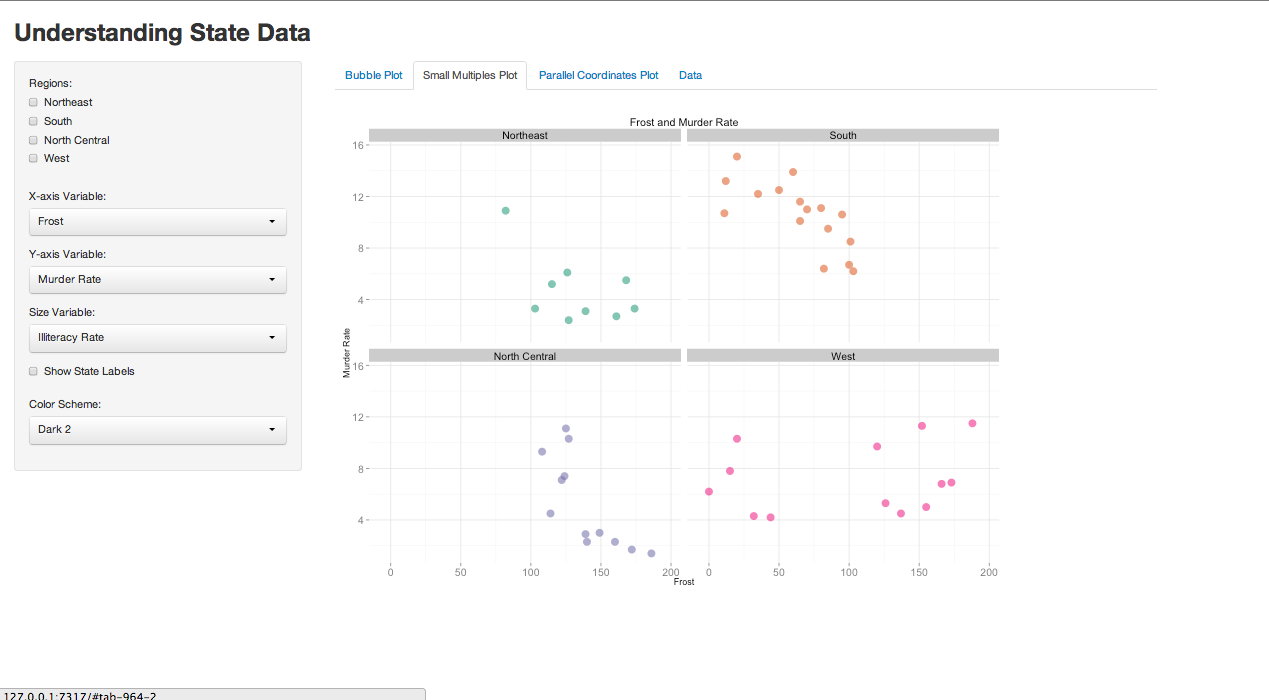 Understanding State Data
Regions:
Northeast
South
North Central
West
X-axis Variable:
Frost
Y-axis Variable:
Murder Rate
Size Variable:
Illiteracy Rate
Show State Labels
Color Scheme:
Dark 2
Bubble Plot
Small Multiples Plot
Parallel Coordinates Plot
Data
Frost and Murder Rate
Northeast
South
16
12
8
4
Murder Rate
North Central
West
16
12
8
4
0 50 100 150 200
0 50 100 150 200
Frost
127.0.0.1:7317/#tab-964-2